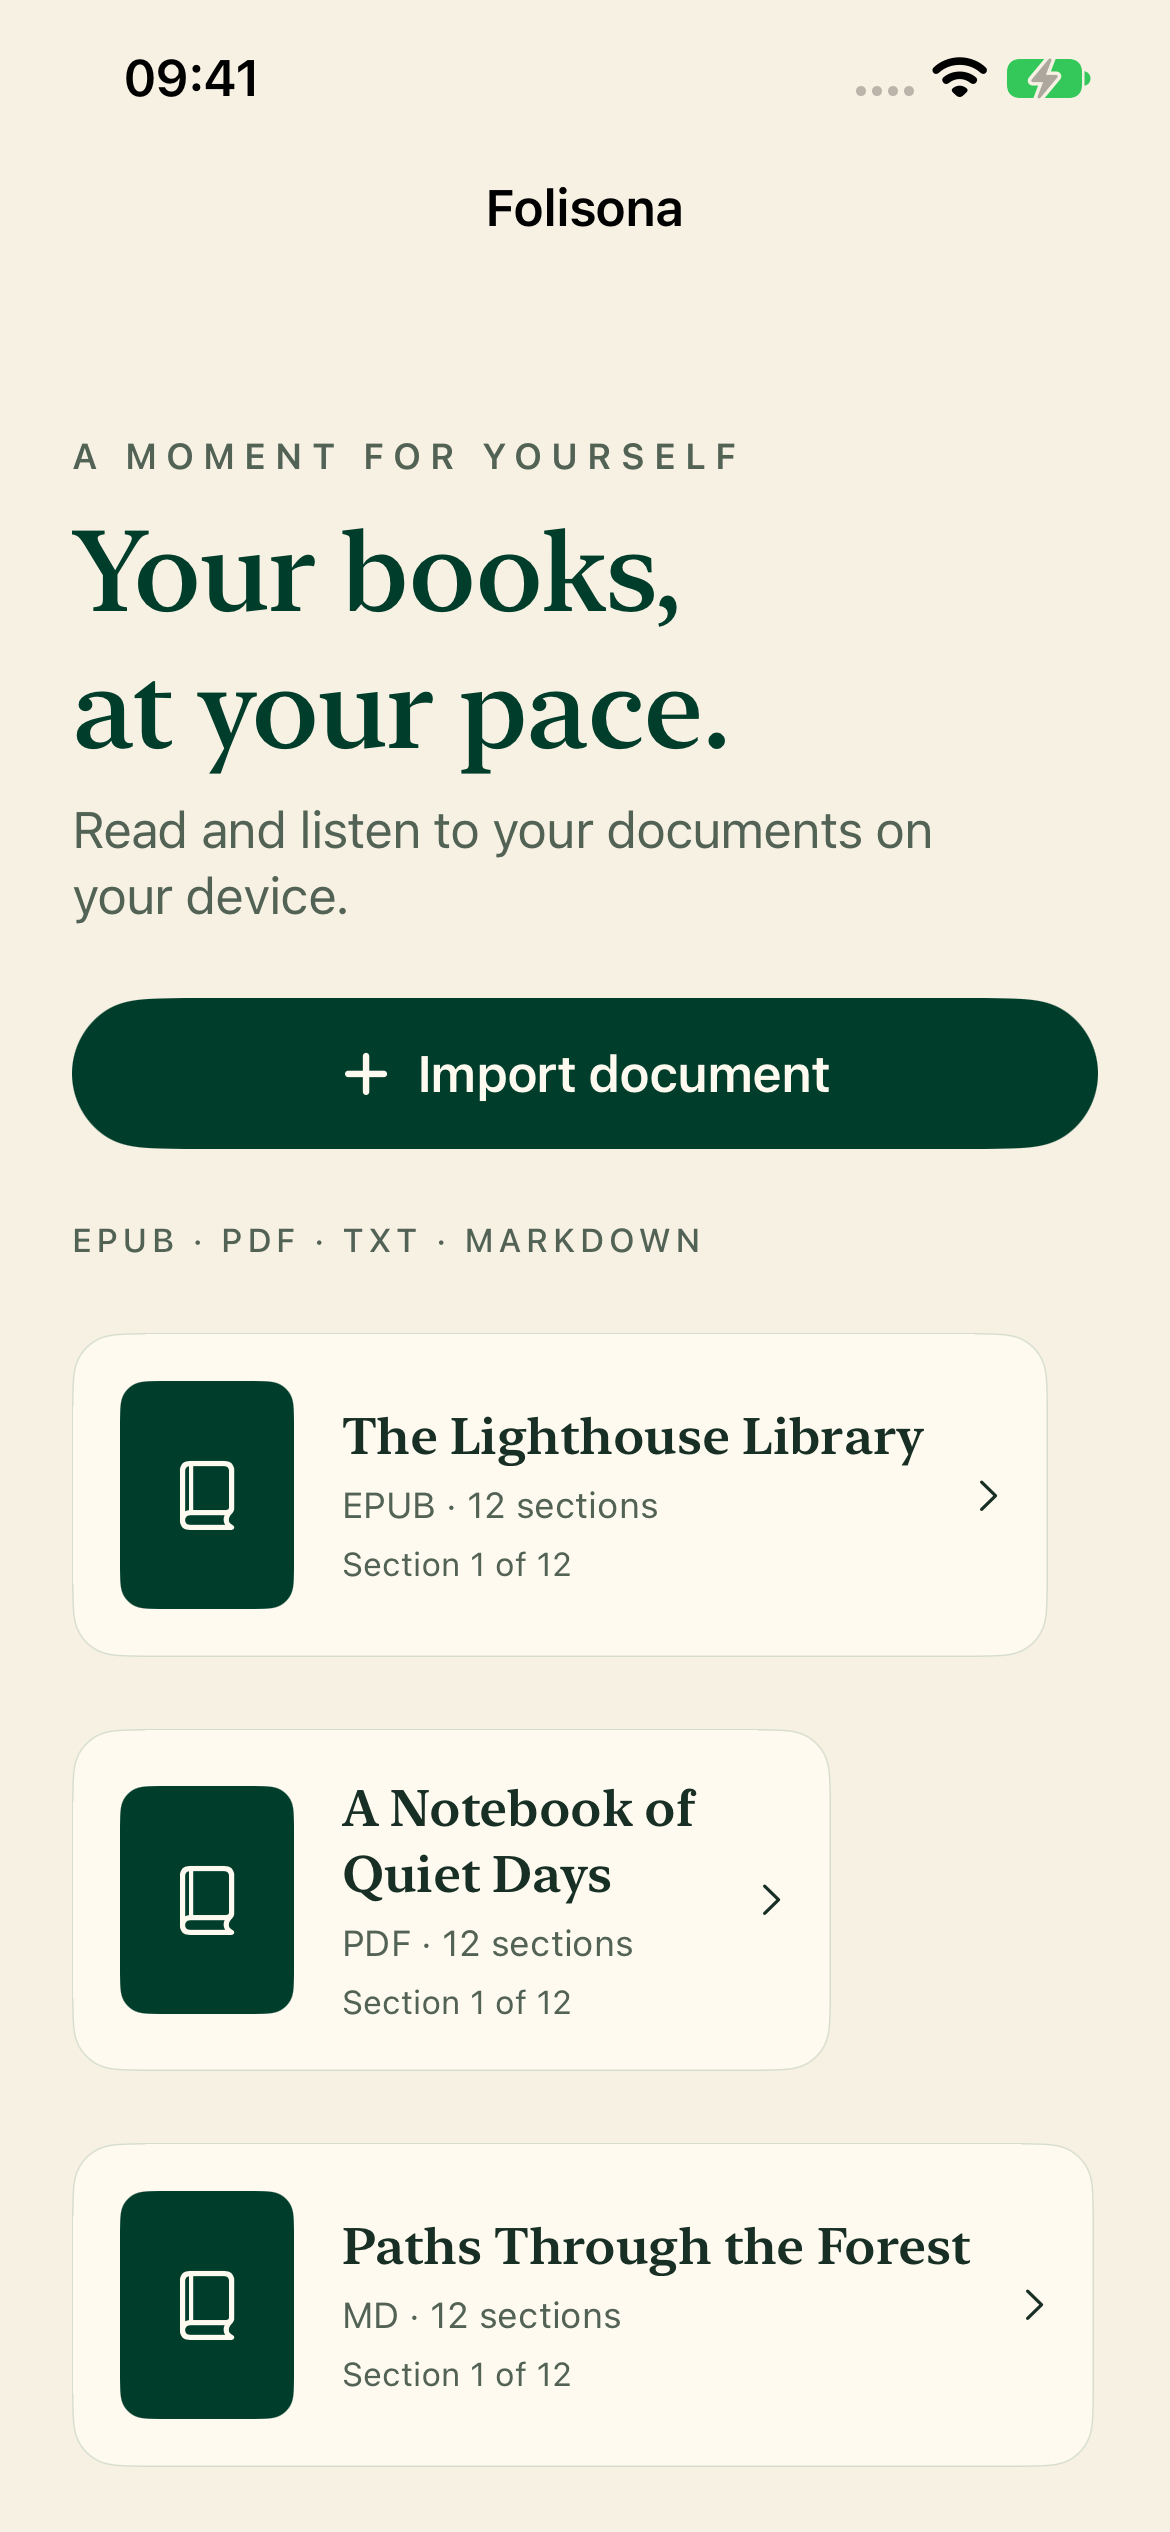 09:41
Folisona
A MOMENT FOR YOURSELF
Your books,
at your pace.
Read and listen to your documents on
your device.
Import document
EPUB · PDF · TXT · MARKDOWN
The Lighthouse Library
EPUB · 12 sections
Section 1 of 12
A Notebook of
Quiet Days
PDF · 12 sections
Section 1 of 12
Paths Through the Forest
MD · 12 sections
Section 1 of 12